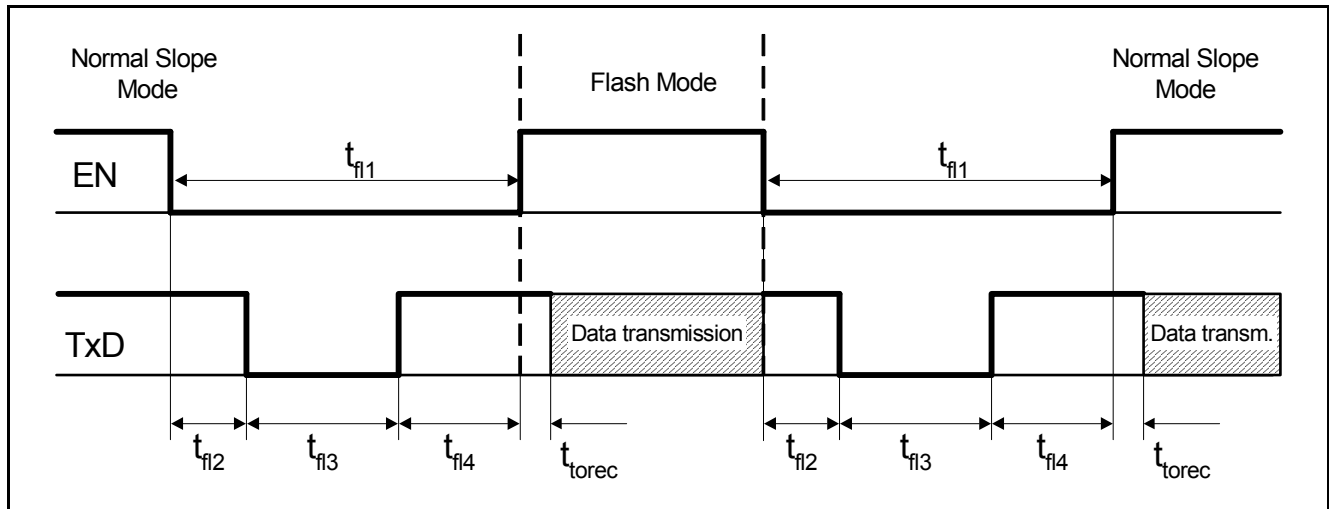 Normal Slope
Mode
Flash Mode
Normal Slope
Mode
EN
tfl1
tfl1
TxD
Data transmission
Data transm.
tfl2
tfl3
tfl4
ttorec
tfl2
tfl3
tfl4
ttorec